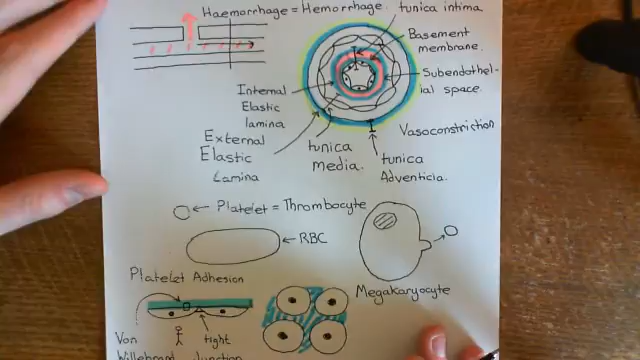 Haemorrhage = Hemorrhage.
tunica intima
Basement
membrane.
Subendothel-
ial space.
Internal
Elastic
lamina
Vasoconstriction
External
Elastic
Lamina
tunica
media.
tunica
Adventicia.
Platelet = Thrombocyte
RBC
Platelet Adhesion
Megakaryocyte
Von
Willebrand
tight
Junction